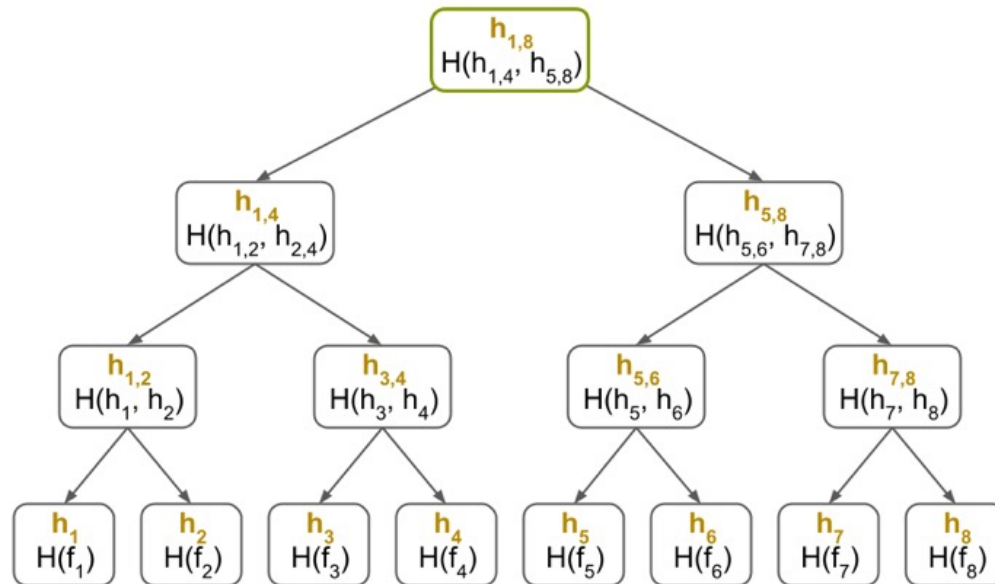 h₁,₈
H(h₁,₄, h₅,₈)
h₁,₄
H(h₁,₂, h₂,₄)
h₅,₈
H(h₅,₆, h₇,₈)
h₁,₂
H(h₁, h₂)
h₃,₄
H(h₃, h₄)
h₅,₆
H(h₅, h₆)
h₇,₈
H(h₇, h₈)
h₁
H(f₁)
h₂
H(f₂)
h₃
H(f₃)
h₄
H(f₄)
h₅
H(f₅)
h₆
H(f₆)
h₇
H(f₇)
h₈
H(f₈)